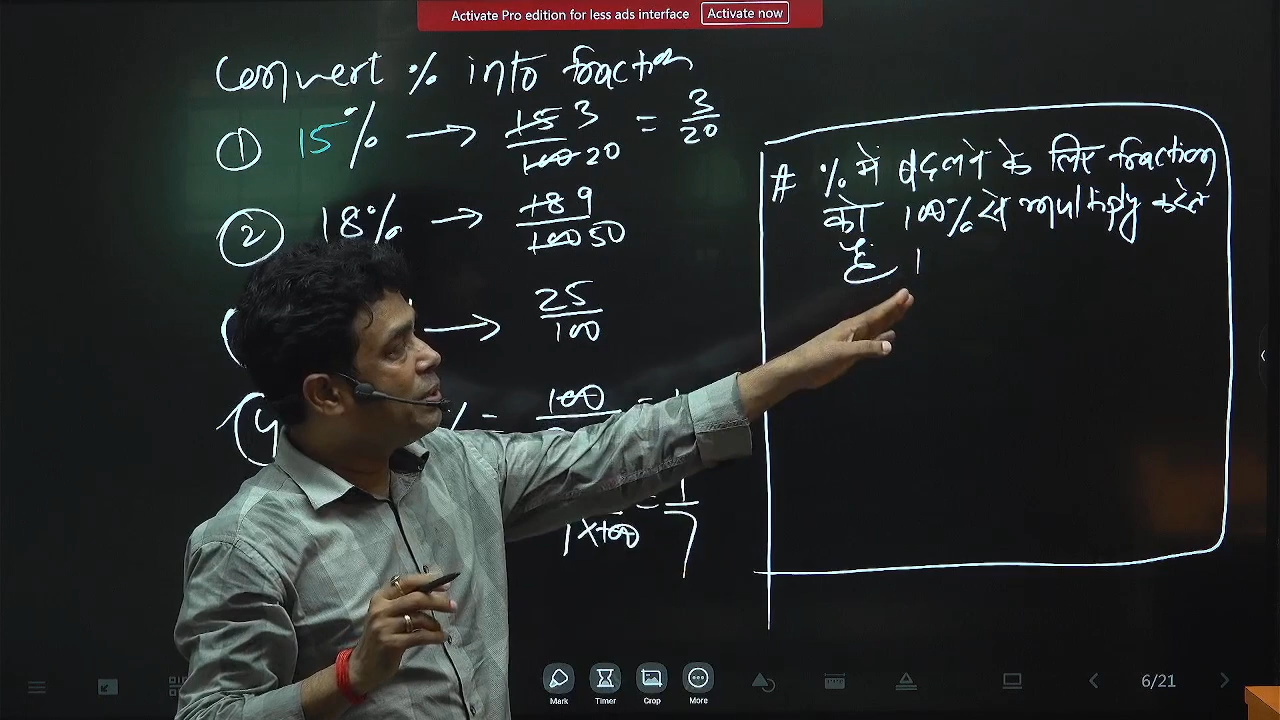 Activate Pro edition for less ads interface Activate now
Convert % into fraction
① 15% → 15 3 / 100 20 = 3/20
② 18% → 18 9 / 100 50
→ 25/100
% = 100
1×100 = 1/7
# % में बदलने के लिए fraction
को 100% से multiply करते
हैं ।
Mark Timer Crop More
6/21